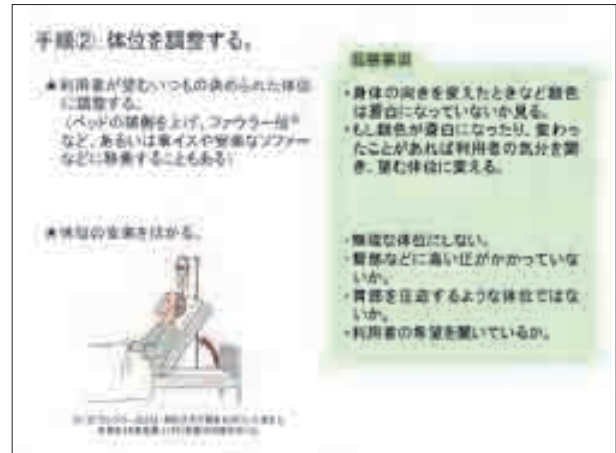 手順②:体位を調整する。
★利用者が望むいつもの決められた体位
に調整する。
(ベッドの頭側を上げ、ファウラー位
など、あるいは車イスや安楽なソファー
などに移乗することもある)
★体位の安楽をはかる。
留意事項
・身体の向きを変えたときなど顔色
は蒼白になっていないか見る。
・もし顔色が蒼白になったり、変わっ
たことがあれば利用者の気分を聞
き、望む体位に変える。
・無理な体位にしない。
・臀部などに高い圧がかかっていな
いか。
・胃部を圧迫するような体位ではな
いか。
・利用者の希望を聞いているか。